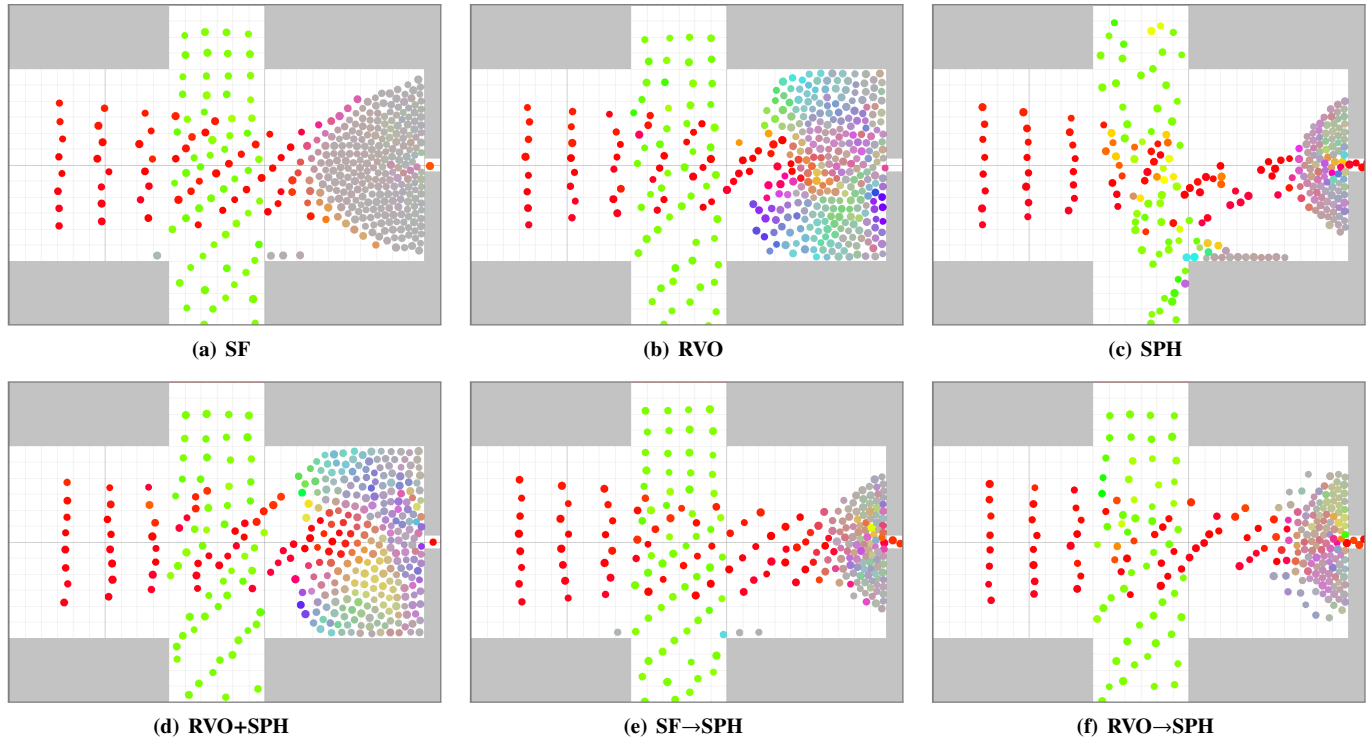 (a) SF
(b) RVO
(c) SPH
(d) RVO+SPH
(e) SF→SPH
(f) RVO→SPH